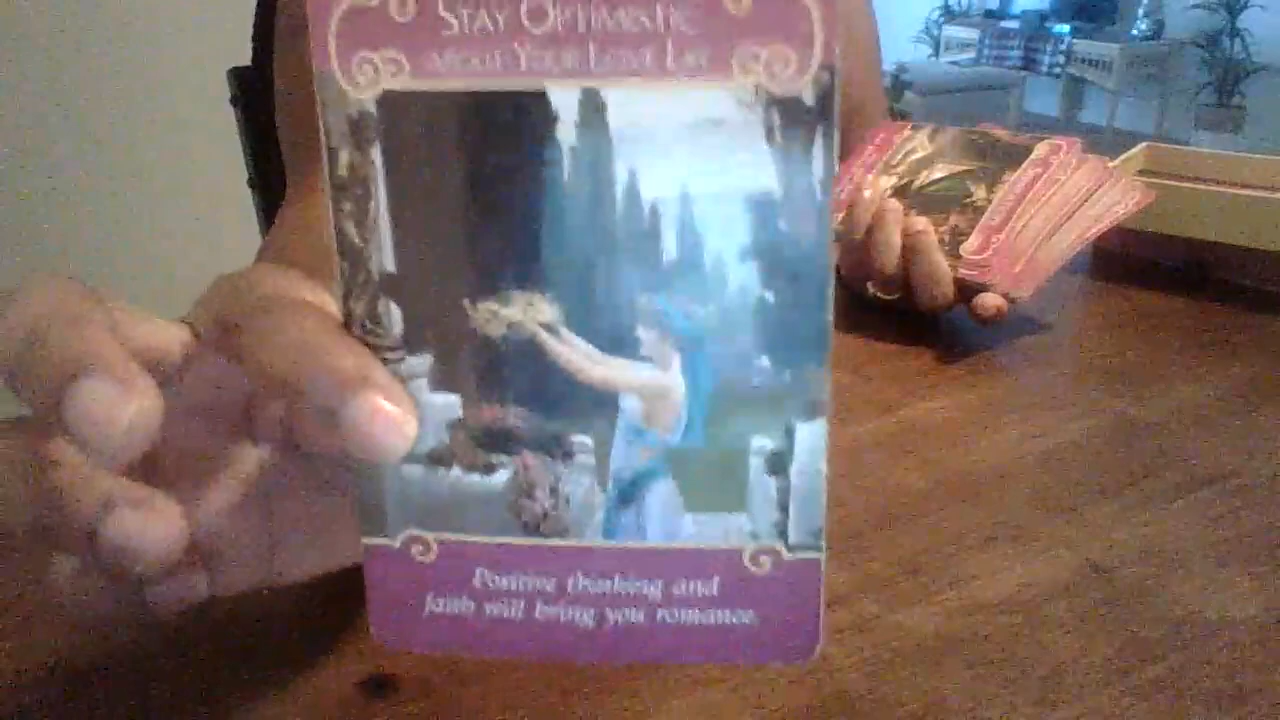 STAY OPTIMISTIC
ABOUT YOUR LOVE LIFE
Positive thinking and
faith will bring you romance.